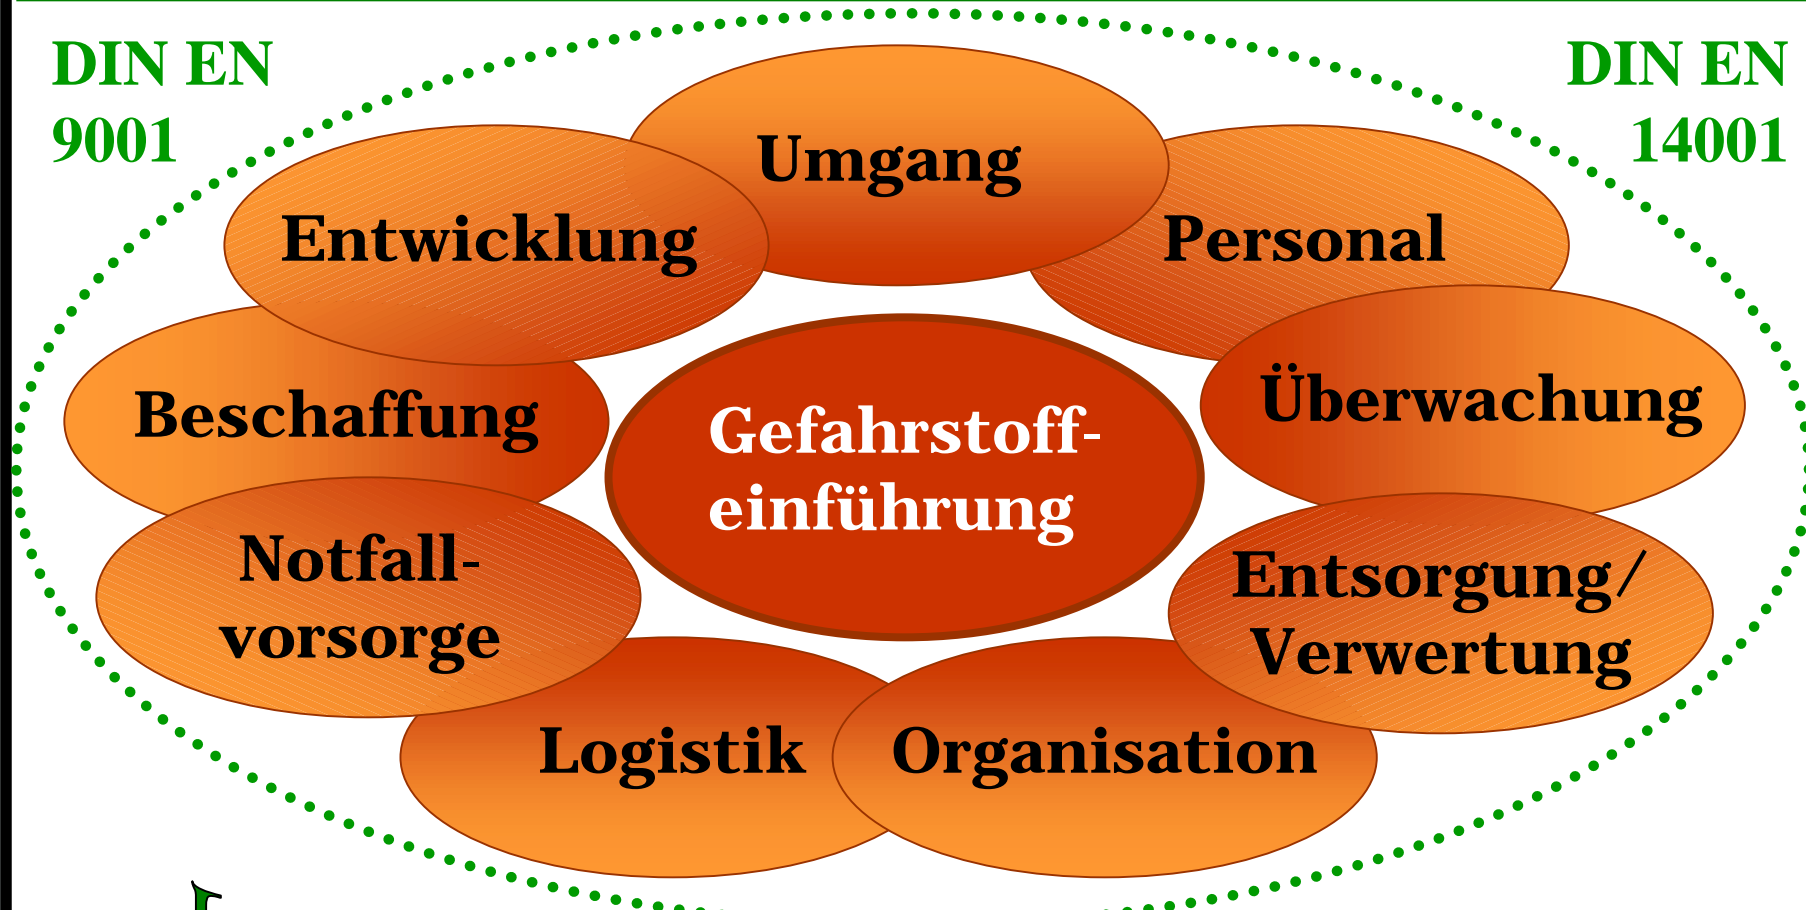 DIN EN
9001
DIN EN
14001
Umgang
Entwicklung
Personal
Beschaffung
Überwachung
Gefahrstoff-
einführung
Notfall-
vorsorge
Entsorgung/
Verwertung
Logistik
Organisation